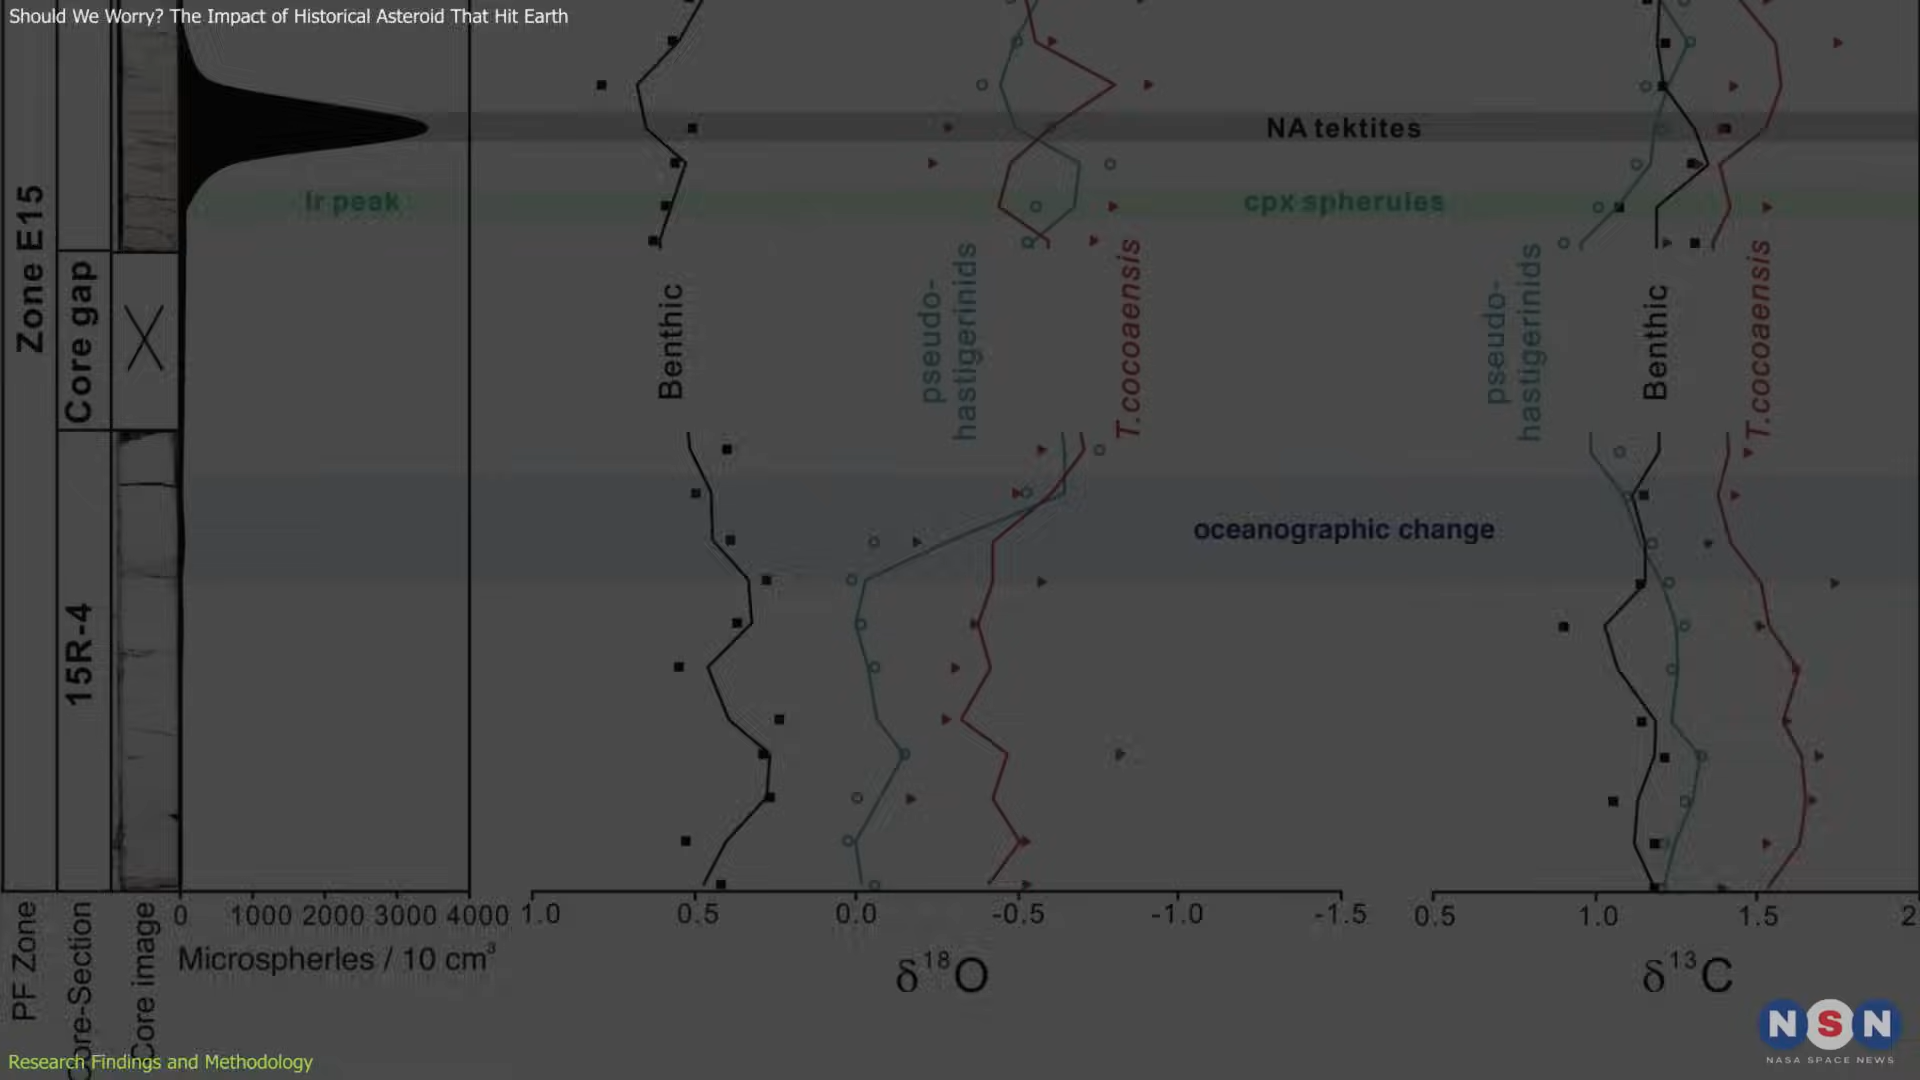 Should We Worry? The Impact of Historical Asteroid That Hit Earth
NA tektites
Ir peak
cpx spherules
Zone E15
Core gap
Benthic
pseudo-
hastigerinids
T.cocoaensis
pseudo-
hastigerinids
Benthic
T.cocoaensis
oceanographic change
15R-4
0 1000 2000 3000 4000 1.0 0.5 0.0 -0.5 -1.0 -1.5 0.5 1.0 1.5 2
Microspherles / 10 cm³
δ¹⁸O
δ¹³C
PF Zone
Core-Section
Core image
NSN
NASA SPACE NEWS
Research Findings and Methodology